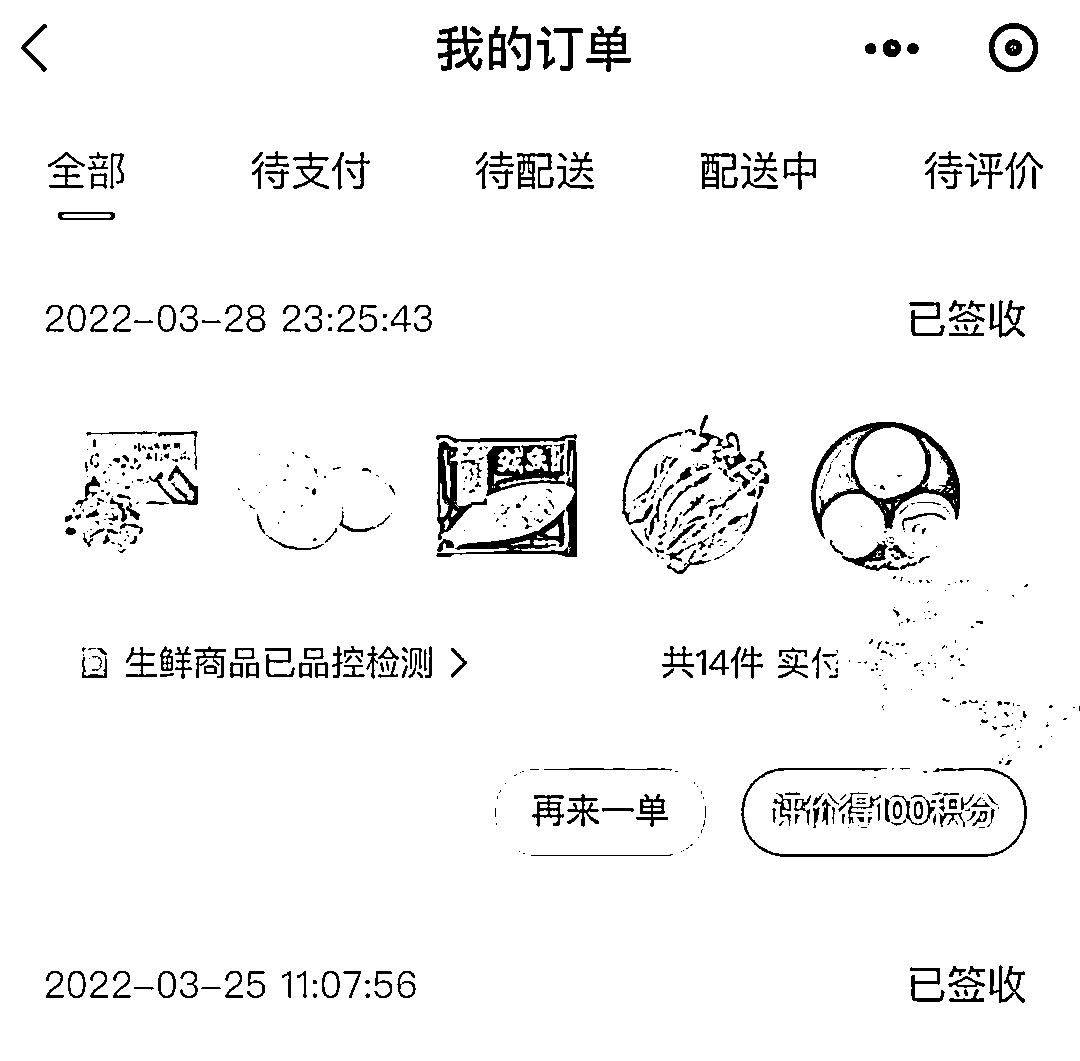 我的订单
全部 待支付 待配送 配送中 待评价
2022-03-28 23:25:43 已签收
生鲜商品已品控检测 共14件 实付
再来一单 评价得100积分
2022-03-25 11:07:56 已签收